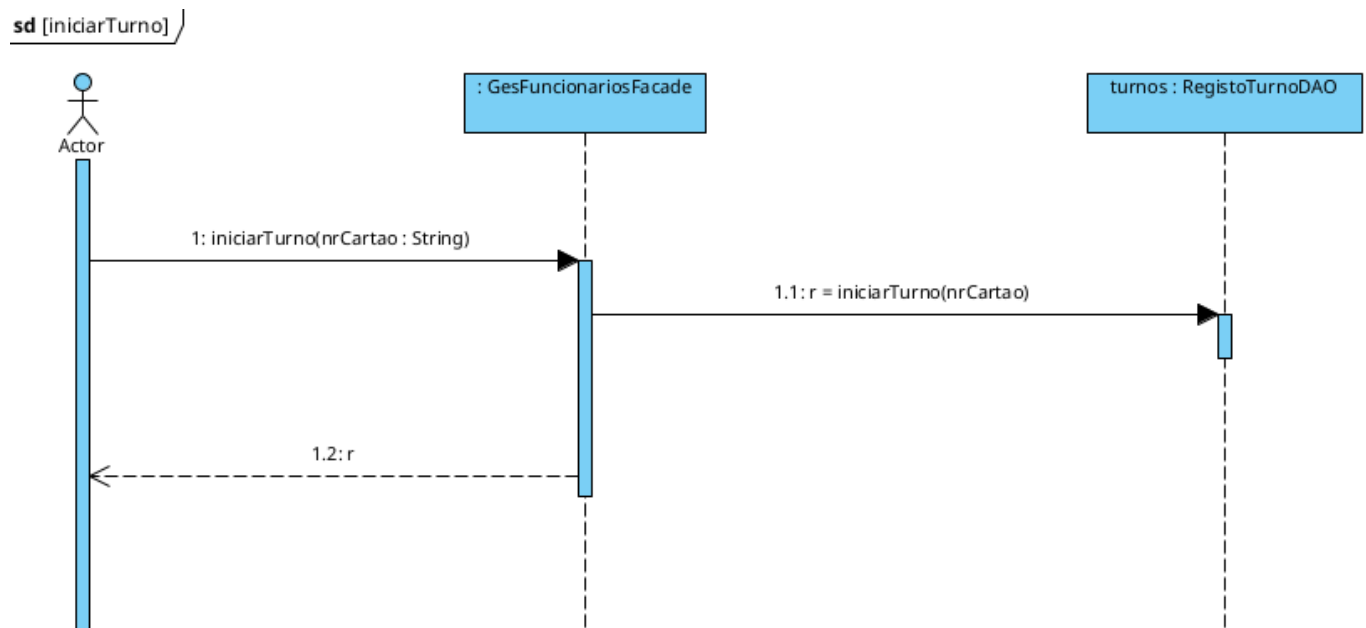 sd [iniciarTurno]
Actor
: GesFuncionariosFacade
turnos : RegistoTurnoDAO
1: iniciarTurno(nrCartao : String)
1.1: r = iniciarTurno(nrCartao)
1.2: r